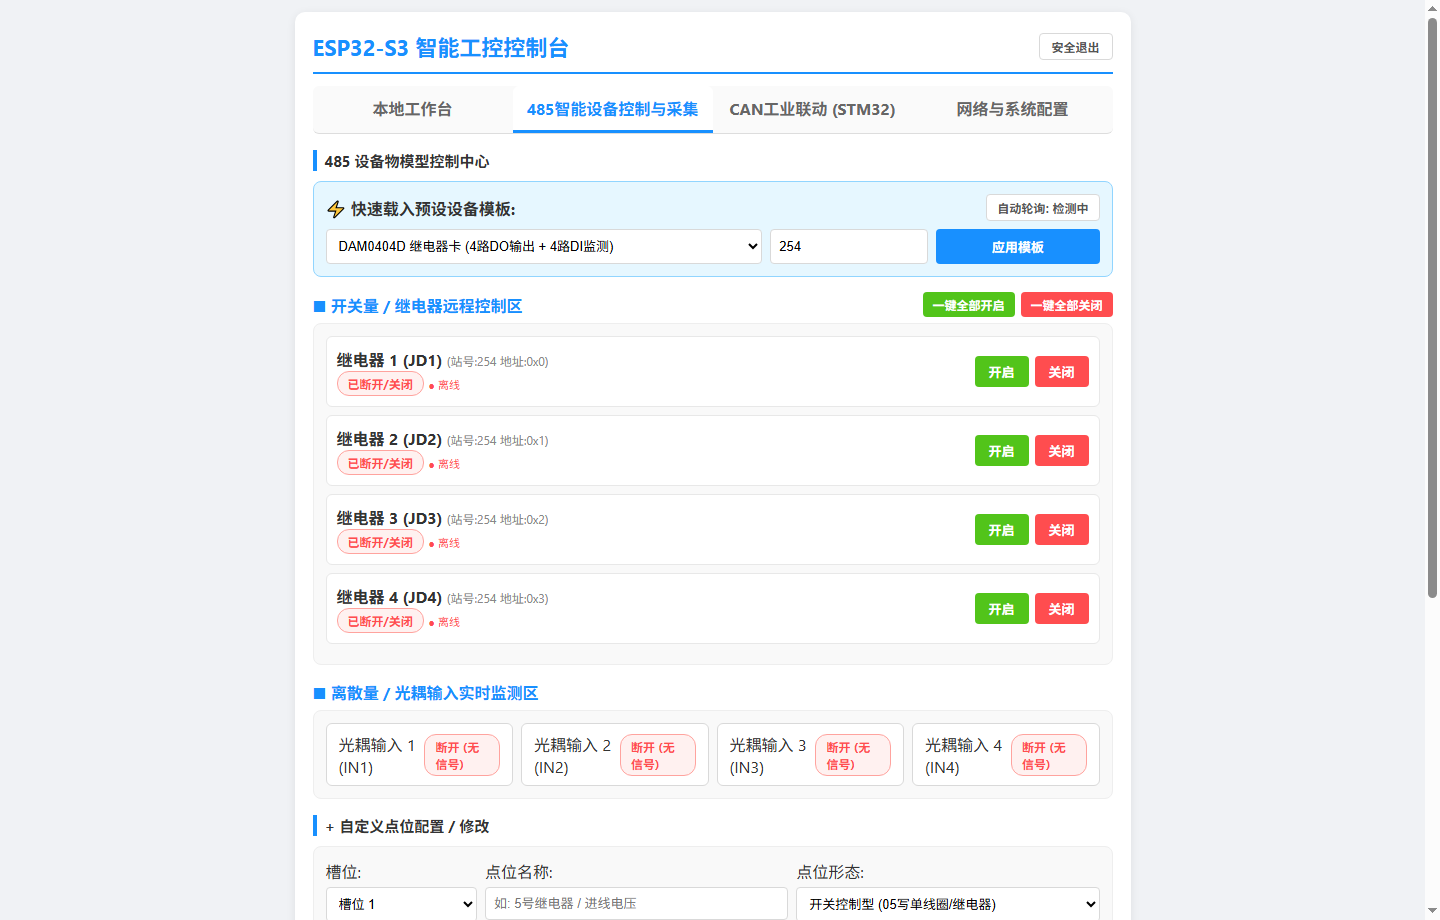 ESP32-S3 智能工控控制台
安全退出
本地工作台
485智能设备控制与采集
CAN工业联动 (STM32)
网络与系统配置
485 设备物模型控制中心
⚡ 快速载入预设设备模板:
自动轮询: 检测中
DAM0404D 继电器卡 (4路DO输出 + 4路DI监测)
254
应用模板
■ 开关量 / 继电器远程控制区
一键全部开启
一键全部关闭
继电器 1 (JD1) (站号:254 地址:0x0)
已断开/关闭 ● 离线
开启
关闭
继电器 2 (JD2) (站号:254 地址:0x1)
已断开/关闭 ● 离线
开启
关闭
继电器 3 (JD3) (站号:254 地址:0x2)
已断开/关闭 ● 离线
开启
关闭
继电器 4 (JD4) (站号:254 地址:0x3)
已断开/关闭 ● 离线
开启
关闭
■ 离散量 / 光耦输入实时监测区
光耦输入 1
(IN1)
断开 (无
信号)
光耦输入 2
(IN2)
断开 (无
信号)
光耦输入 3
(IN3)
断开 (无
信号)
光耦输入 4
(IN4)
断开 (无
信号)
+ 自定义点位配置 / 修改
槽位:
点位名称:
点位形态:
槽位 1
如: 5号继电器 / 进线电压
开关控制型 (05写单线圈/继电器)